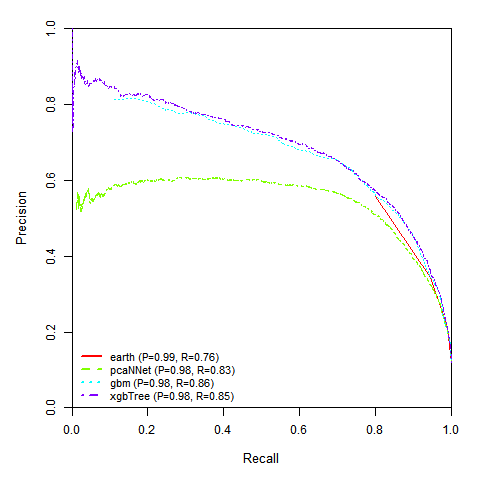 1.0
0.8
0.6
0.4
0.2
0.0
Precision
earth (P=0.99, R=0.76)
pcaNNet (P=0.98, R=0.83)
gbm (P=0.98, R=0.86)
xgbTree (P=0.98, R=0.85)
0.0 0.2 0.4 0.6 0.8 1.0
Recall